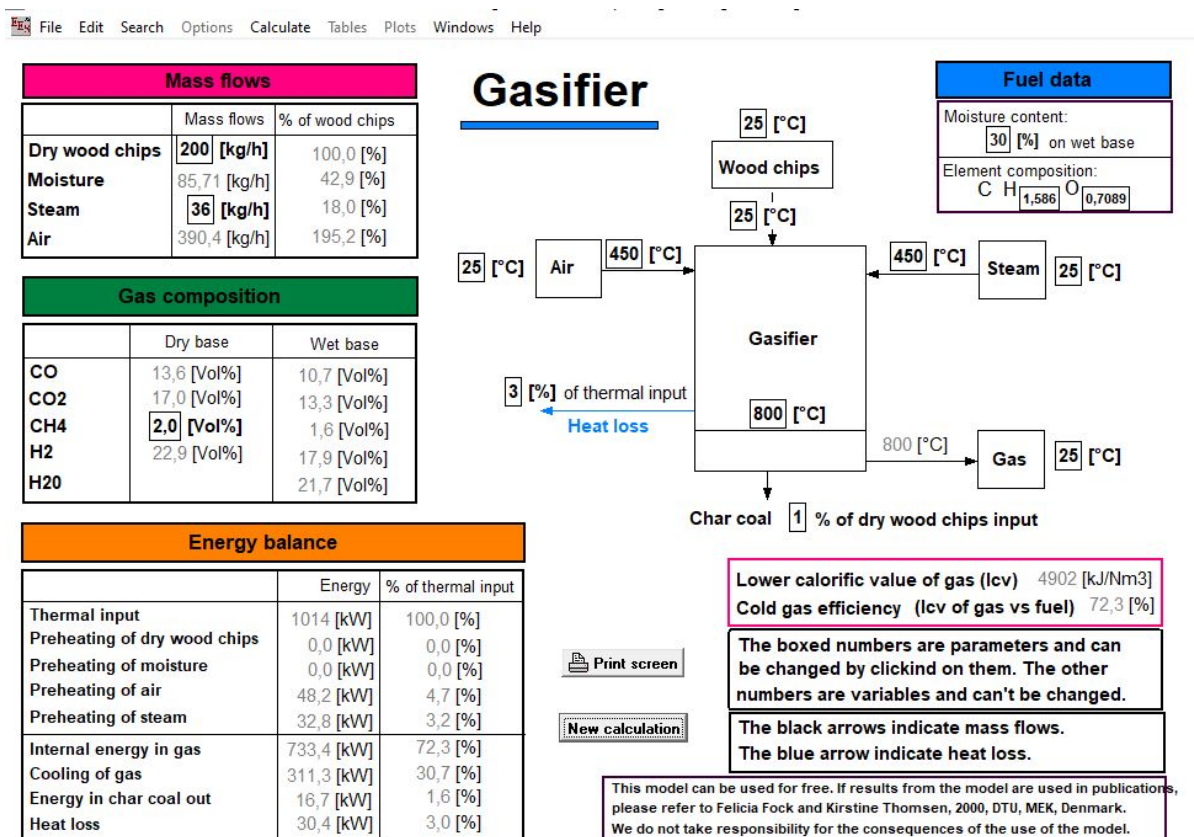 File Edit Search Options Calculate Tables Plots Windows Help
Gasifier
Mass flows
Mass flows % of wood chips
Dry wood chips 200 [kg/h] 100,0 [%]
Moisture 85,71 [kg/h] 42,9 [%]
Steam 36 [kg/h] 18,0 [%]
Air 390,4 [kg/h] 195,2 [%]
Gas composition
Dry base Wet base
CO 13,6 [Vol%] 10,7 [Vol%]
CO2 17,0 [Vol%] 13,3 [Vol%]
CH4 2,0 [Vol%] 1,6 [Vol%]
H2 22,9 [Vol%] 17,9 [Vol%]
H20 21,7 [Vol%]
Energy balance
Energy % of thermal input
Thermal input 1014 [kW] 100,0 [%]
Preheating of dry wood chips 0,0 [kW] 0,0 [%]
Preheating of moisture 0,0 [kW] 0,0 [%]
Preheating of air 48,2 [kW] 4,7 [%]
Preheating of steam 32,8 [kW] 3,2 [%]
Internal energy in gas 733,4 [kW] 72,3 [%]
Cooling of gas 311,3 [kW] 30,7 [%]
Energy in char coal out 16,7 [kW] 1,6 [%]
Heat loss 30,4 [kW] 3,0 [%]
25 [°C]
Wood chips
25 [°C]
25 [°C] Air 450 [°C]
450 [°C] Steam 25 [°C]
Gasifier
3 [%] of thermal input
Heat loss
800 [°C]
800 [°C] Gas 25 [°C]
Char coal 1 % of dry wood chips input
Fuel data
Moisture content:
30 [%] on wet base
Element composition:
C H 1,586 O 0,7089
Lower calorific value of gas (lcv) 4902 [kJ/Nm3]
Cold gas efficiency (lcv of gas vs fuel) 72,3 [%]
Print screen
New calculation
The boxed numbers are parameters and can
be changed by clickind on them. The other
numbers are variables and can't be changed.
The black arrows indicate mass flows.
The blue arrow indicate heat loss.
This model can be used for free. If results from the model are used in publications,
please refer to Felicia Fock and Kirstine Thomsen, 2000, DTU, MEK, Denmark.
We do not take responsibility for the consequences of the use of the model.